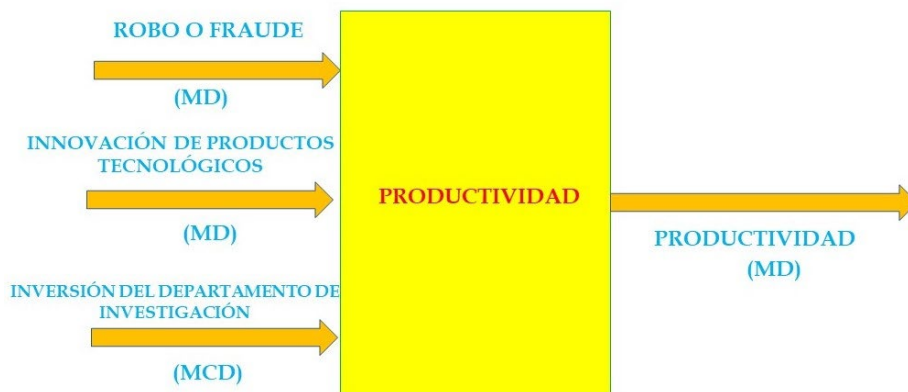 ROBO O FRAUDE
(MD)
INNOVACIÓN DE PRODUCTOS
TECNOLÓGICOS
(MD)
INVERSIÓN DEL DEPARTAMENTO DE
INVESTIGACIÓN
(MCD)
PRODUCTIVIDAD
PRODUCTIVIDAD
(MD)